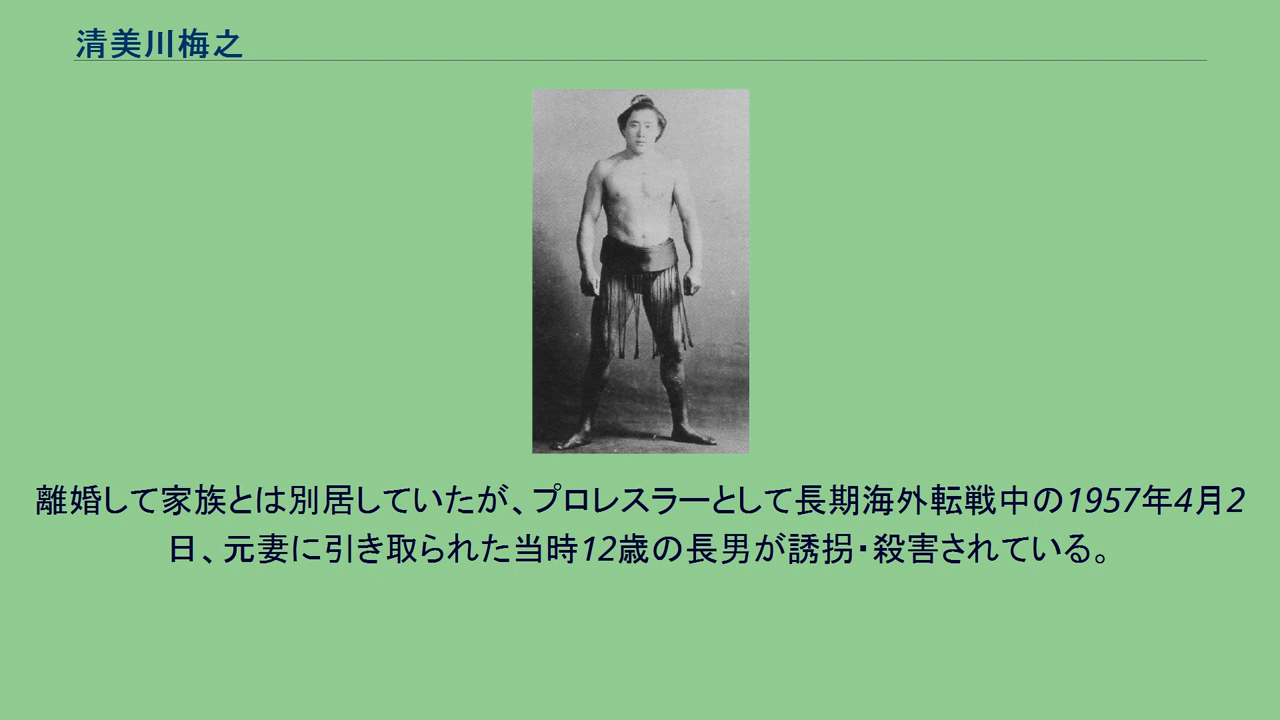 清美川梅之
離婚して家族とは別居していたが、プロレスラーとして長期海外転戦中の1957年4月2
日、元妻に引き取られた当時12歳の長男が誘拐・殺害されている。